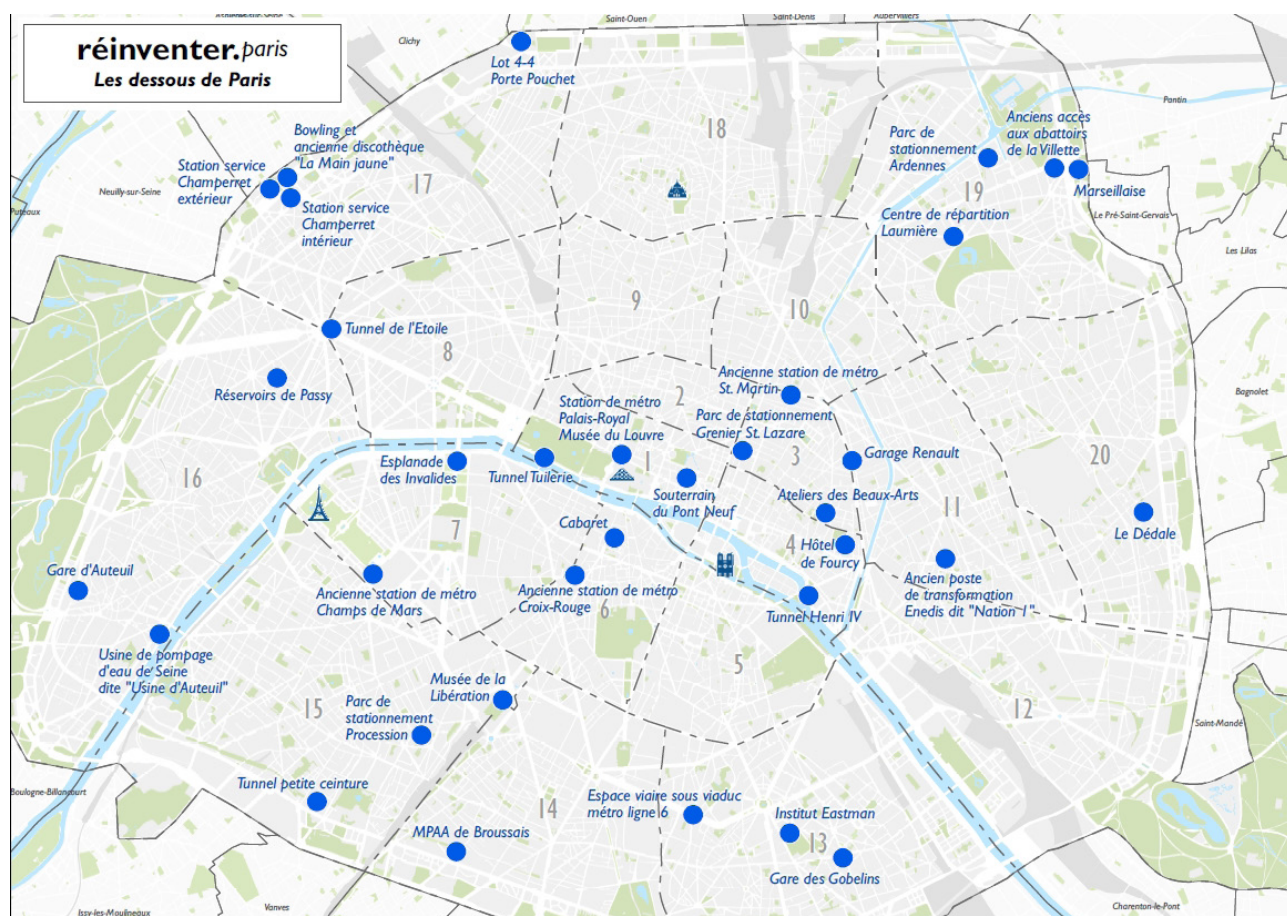 réinventer.paris
Les dessous de Paris
Saint-Ouen
Saint-Denis
Aubervilliers
Clichy
Lot 4-4
Porte Pouchet
Pantin
Bowling et
ancienne discothèque
"La Main jaune"
Station service
Champerret
extérieur
Station service
Champerret
intérieur
Neuilly-sur-Seine
Puteaux
17
18
Parc de
stationnement
Ardennes
Anciens accès
aux abattoirs
de la Villette
Marseillaise
19
Le Pré-Saint-Gervais
Centre de répartition
Laumière
Les Lilas
9
10
Tunnel de l'Etoile
8
Réservoirs de Passy
2
Ancienne station de métro
St. Martin
Bagnolet
Station de métro
Palais-Royal
Musée du Louvre
Parc de stationnement
Grenier St. Lazare
16
Esplanade
des Invalides
Tunnel Tuilerie
1
3
Garage Renault
20
Souterrain
du Pont Neuf
Ateliers des Beaux-Arts
11
7
Cabaret
4
Hôtel
de Fourcy
Le Dédale
Gare d'Auteuil
Ancienne station de métro
Champs de Mars
Ancienne station de métro
Croix-Rouge
6
Tunnel Henri IV
Ancien poste
de transformation
Enedis dit "Nation 1"
Usine de pompage
d'eau de Seine
dite "Usine d'Auteuil"
5
Musée de la
Libération
15
Parc de
stationnement
Procession
12
Saint-Mandé
Boulogne-Billancourt
Tunnel petite ceinture
14
Espace viaire sous viaduc
métro ligne 6
Institut Eastman
MPAA de Broussais
13
Gare des Gobelins
Issy-les-Moulineaux
Vanves
Charenton-le-Pont